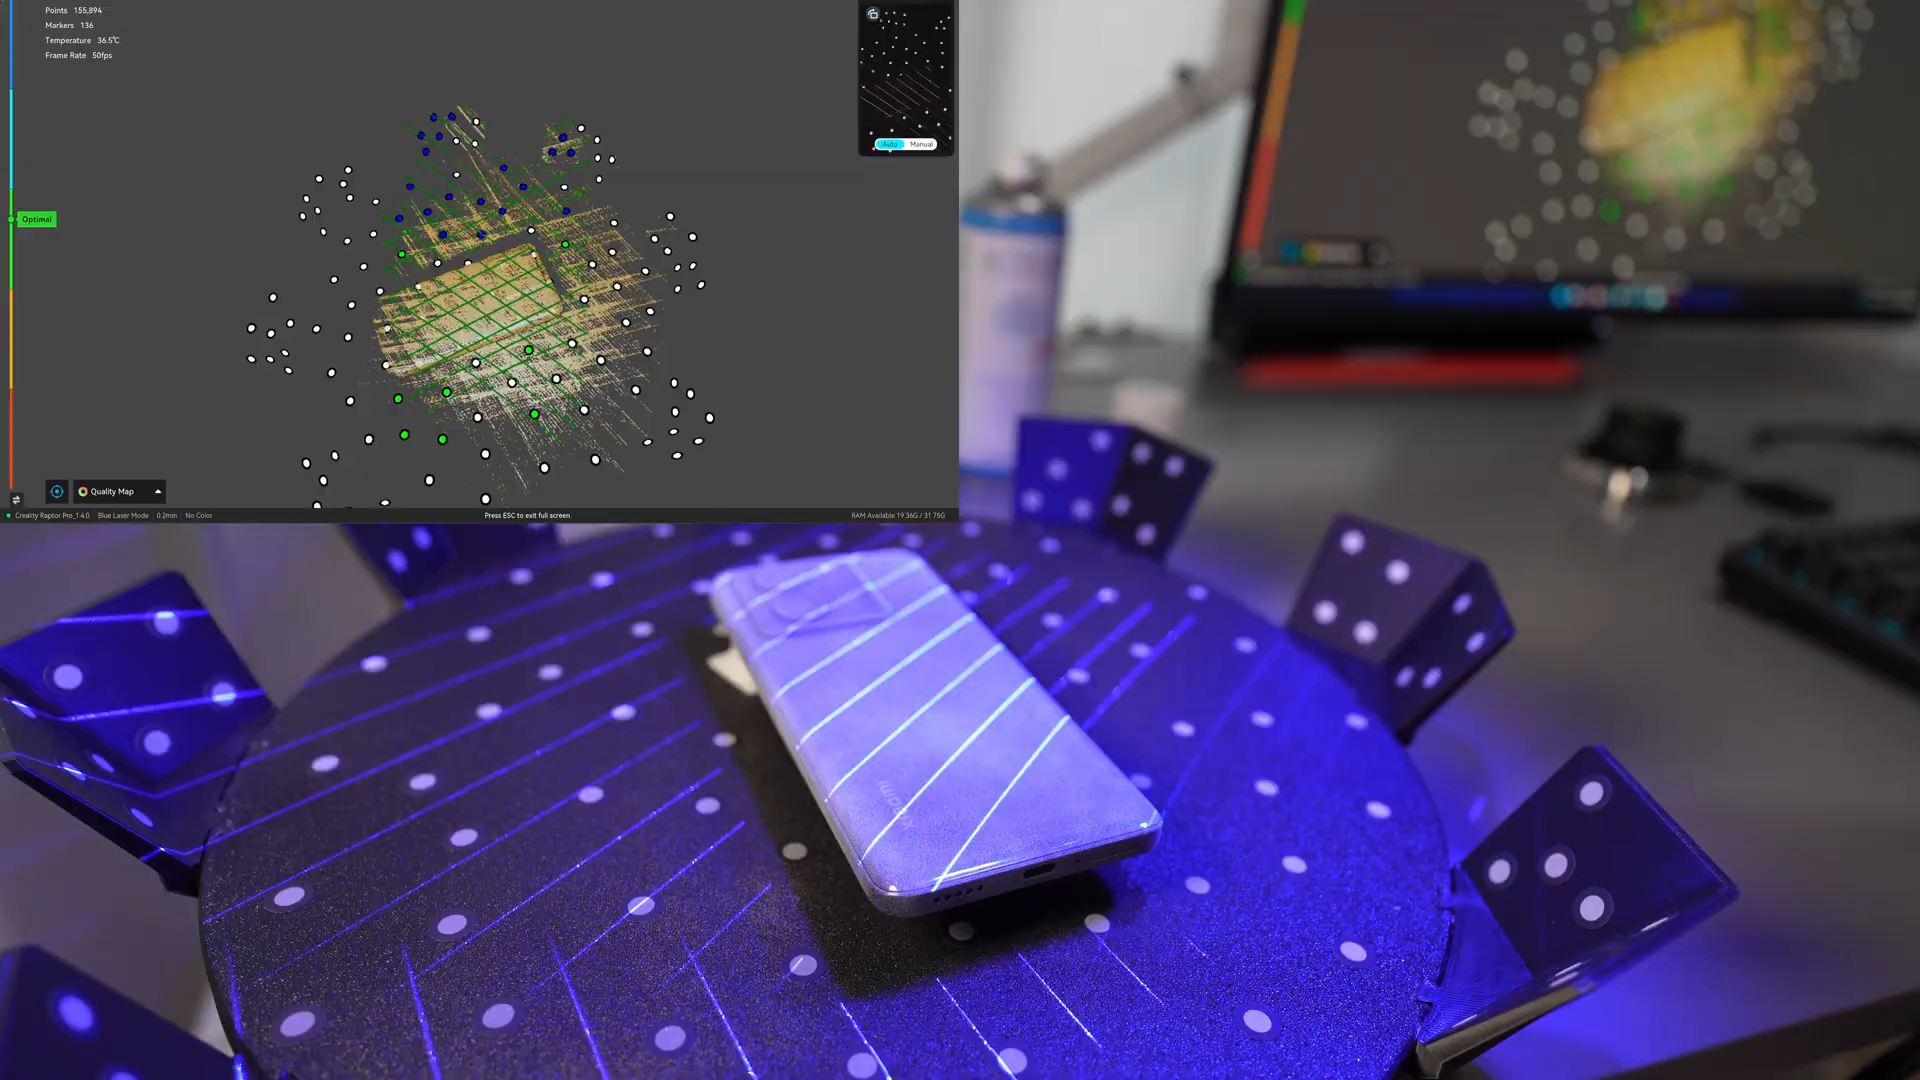 Points 155,894
Markers 136
Temperature 36.5℃
Frame Rate 50fps
Auto Manual
Optimal
Quality Map
Creality Raptor Pro_1.4.0 Blue Laser Mode 0.2mm No Color
Press ESC to exit full screen
RAM Available 19.36G / 31.75G
Redmi